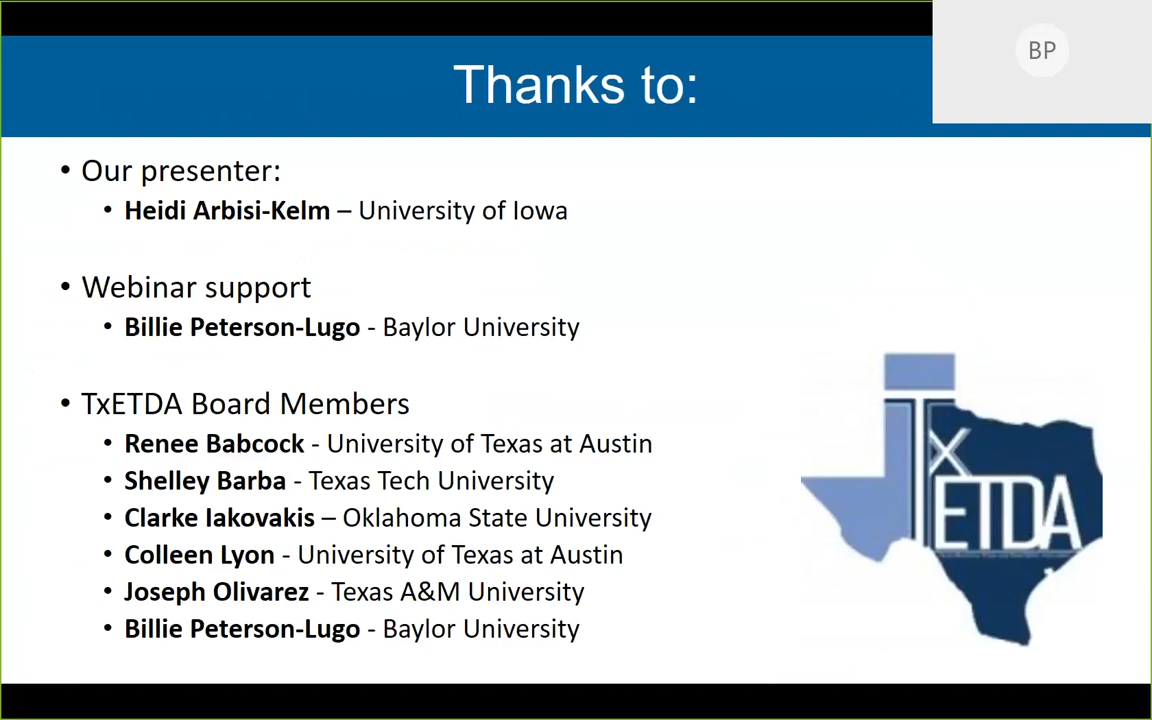 BP
Thanks to:
• Our presenter:
• Heidi Arbisi-Kelm – University of Iowa
• Webinar support
• Billie Peterson-Lugo - Baylor University
• TxETDA Board Members
• Renee Babcock - University of Texas at Austin
• Shelley Barba - Texas Tech University
• Clarke Iakovakis – Oklahoma State University
• Colleen Lyon - University of Texas at Austin
• Joseph Olivarez - Texas A&M University
• Billie Peterson-Lugo - Baylor University
Tx
ETDA